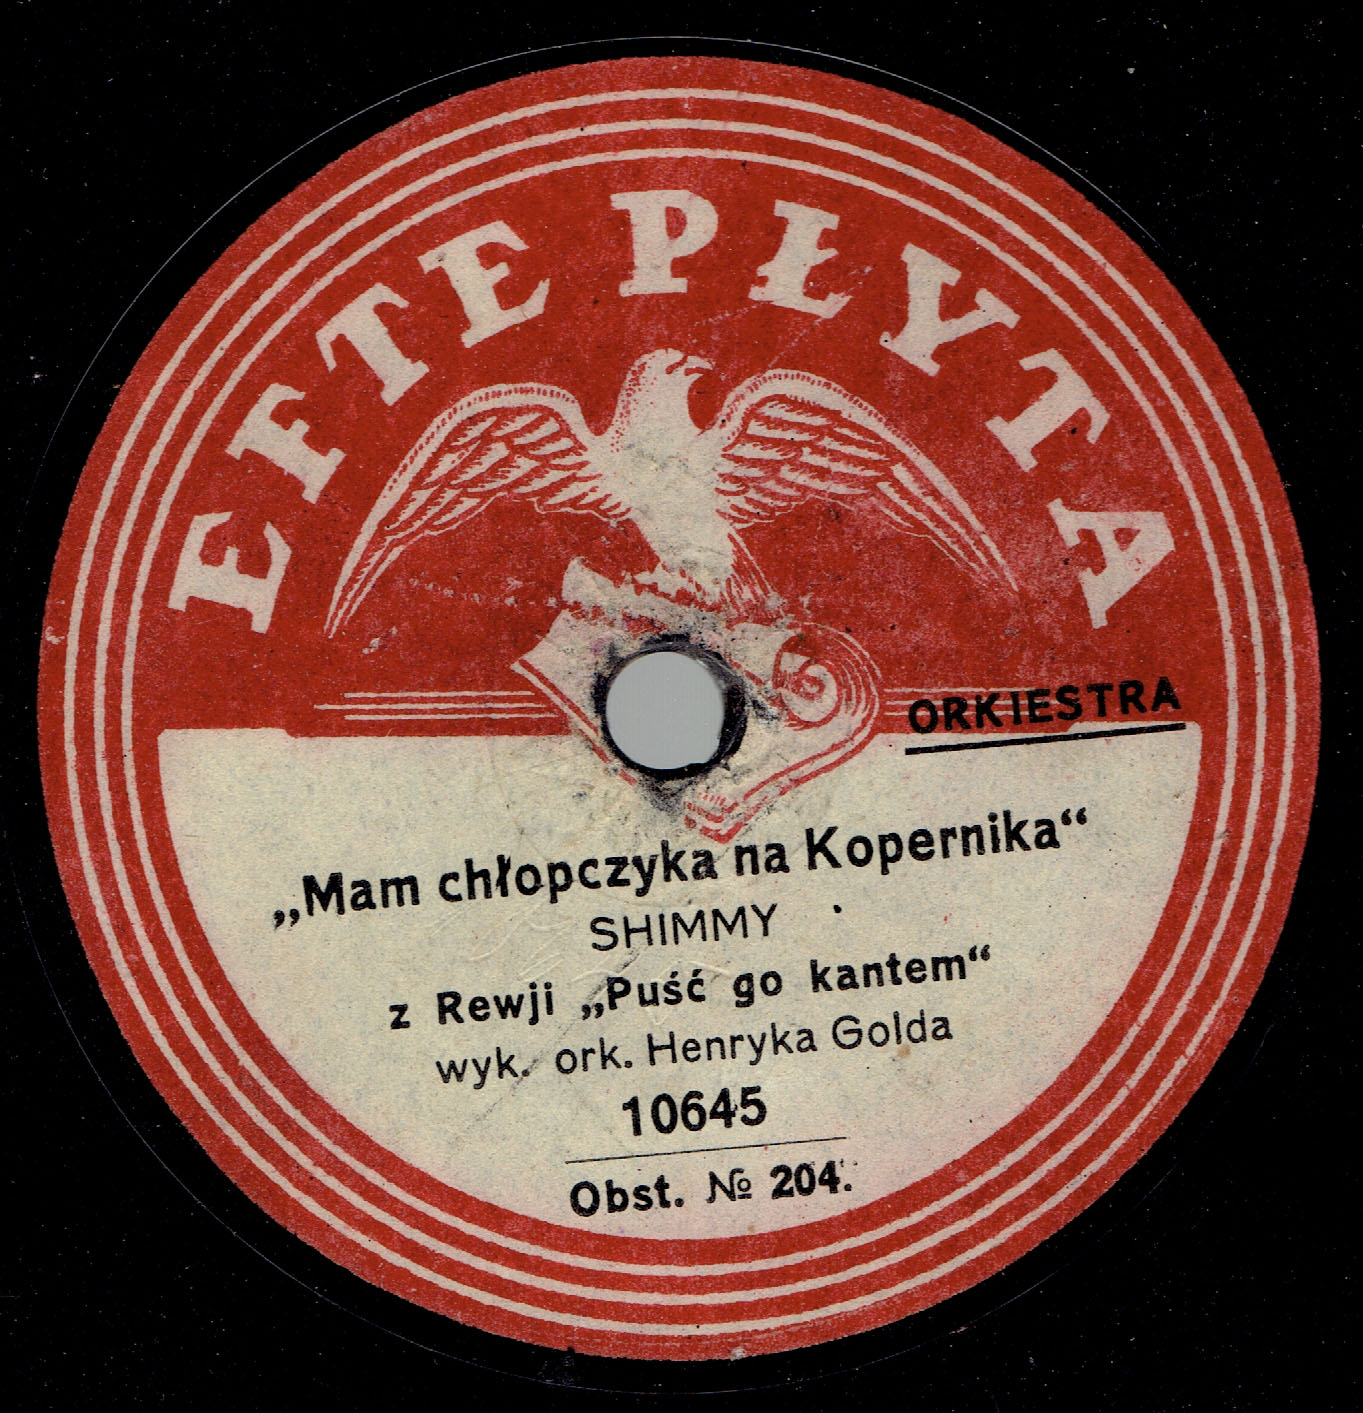 EFTE PŁYTA
ORKIESTRA
„Mam chłopczyka na Kopernika“
SHIMMY
z Rewji „Puść go kantem“
wyk. ork. Henryka Golda
10645
Obst. № 204.